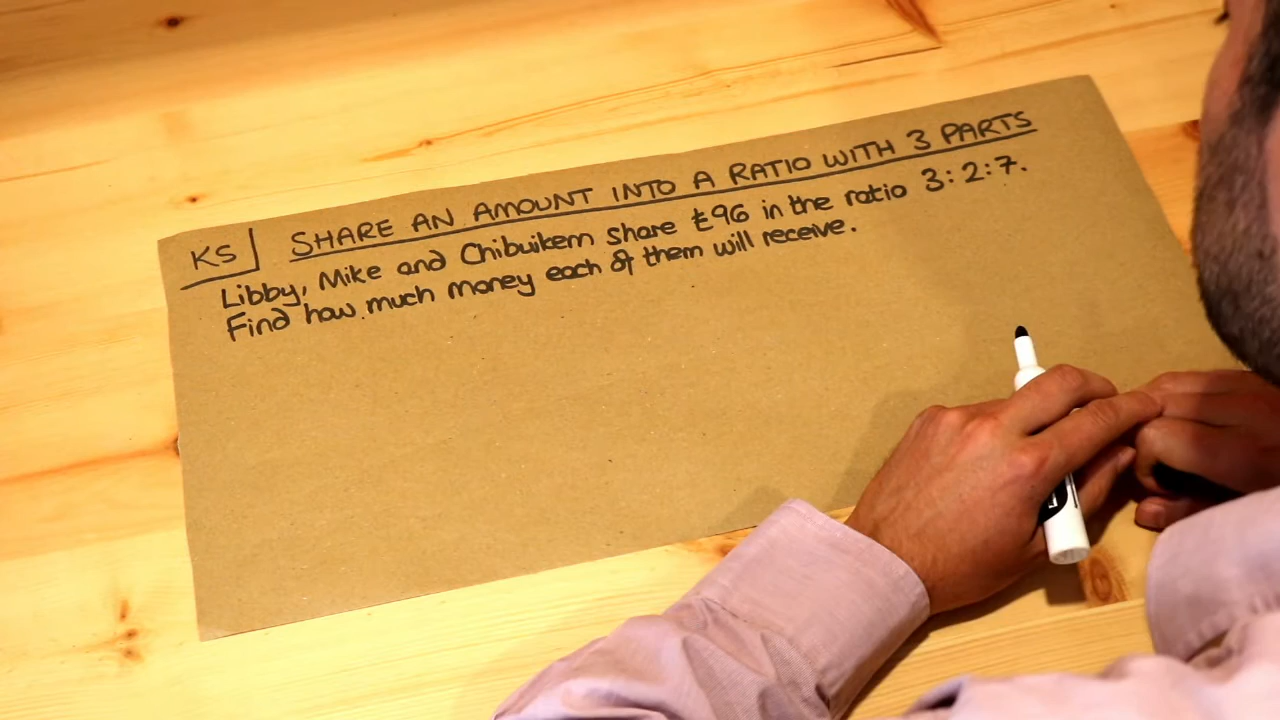 KS SHARE AN AMOUNT INTO A RATIO WITH 3 PARTS
Libby, Mike and Chibuikem share £96 in the ratio 3:2:7.
Find how much money each of them will receive.